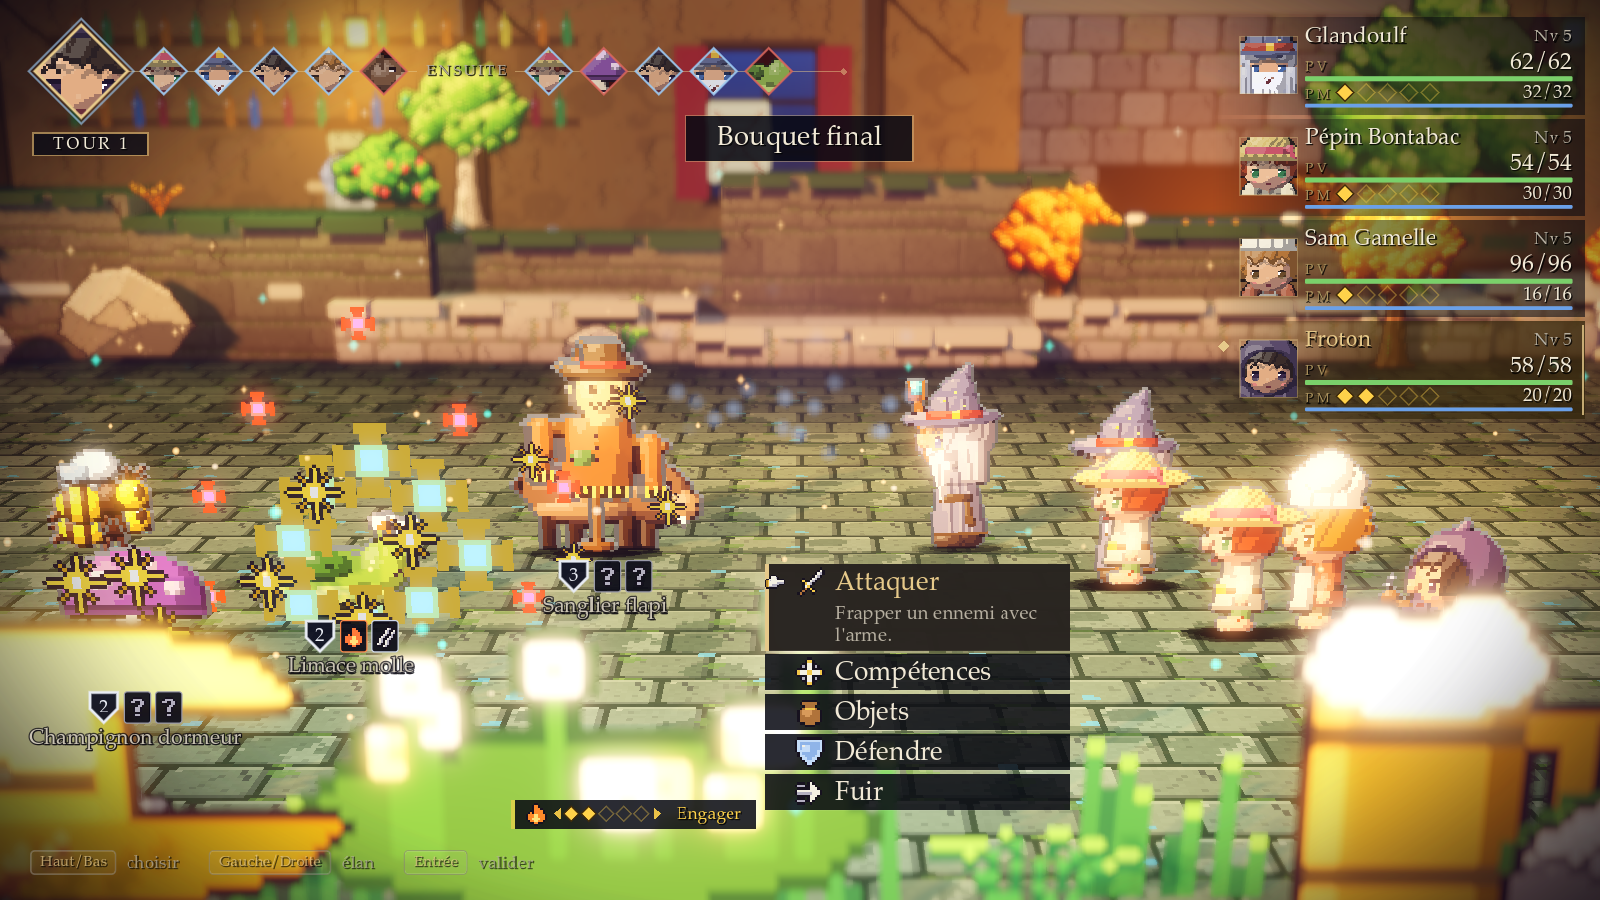 ENSUITE
TOUR 1
Bouquet final
Glandoulf Nv 5
PV 62/62
PM 32/32
Pépin Bontabac
PV 54/54
PM 30/30
Sam Gamelle Nv 5
PV 96/96
PM 16/16
Froton Nv 5
PV 58/58
PM 20/20
3 ? ?
Sanglier flapi
2
Limace molle
2 ? ?
Champignon dormeur
Attaquer
Frapper un ennemi avec
l'arme.
Compétences
Objets
Défendre
Fuir
Engager
Haut/Bas choisir Gauche/Droite élan Entrée valider